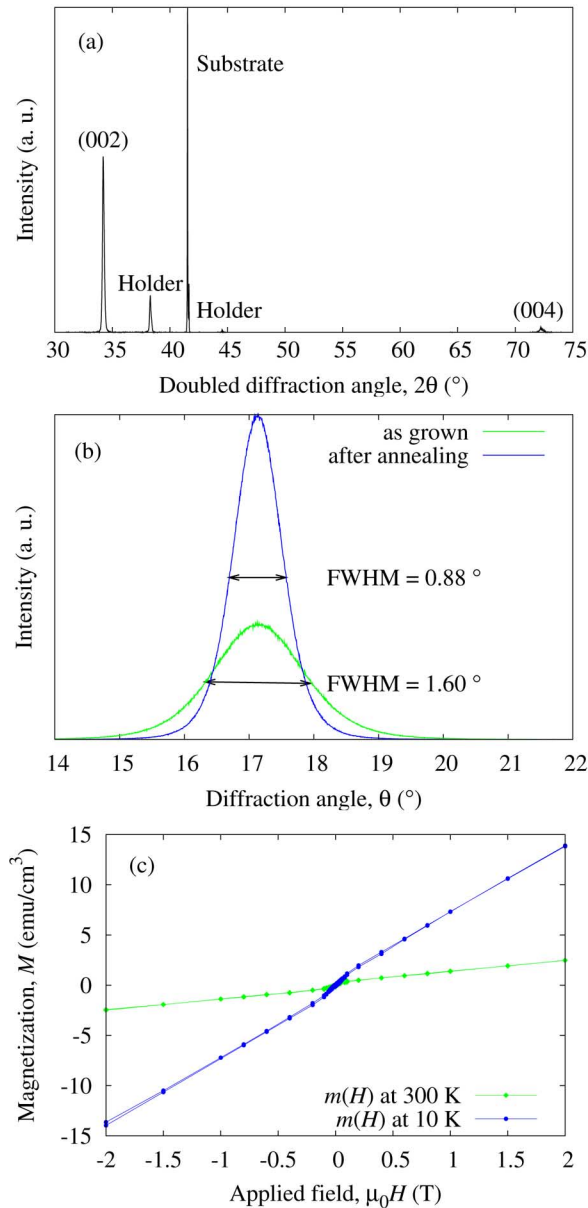 (a)
Substrate
(002)
Holder
Holder
(004)
Intensity (a. u.)
30 35 40 45 50 55 60 65 70 75
Doubled diffraction angle, 2θ (°)
(b)
as grown
after annealing
FWHM = 0.88 °
FWHM = 1.60 °
Intensity (a. u.)
14 15 16 17 18 19 20 21 22
Diffraction angle, θ (°)
(c)
15
10
5
0
-5
-10
-15
Magnetization, M (emu/cm³)
m(H) at 300 K
m(H) at 10 K
-2 -1.5 -1 -0.5 0 0.5 1 1.5 2
Applied field, μ₀H (T)